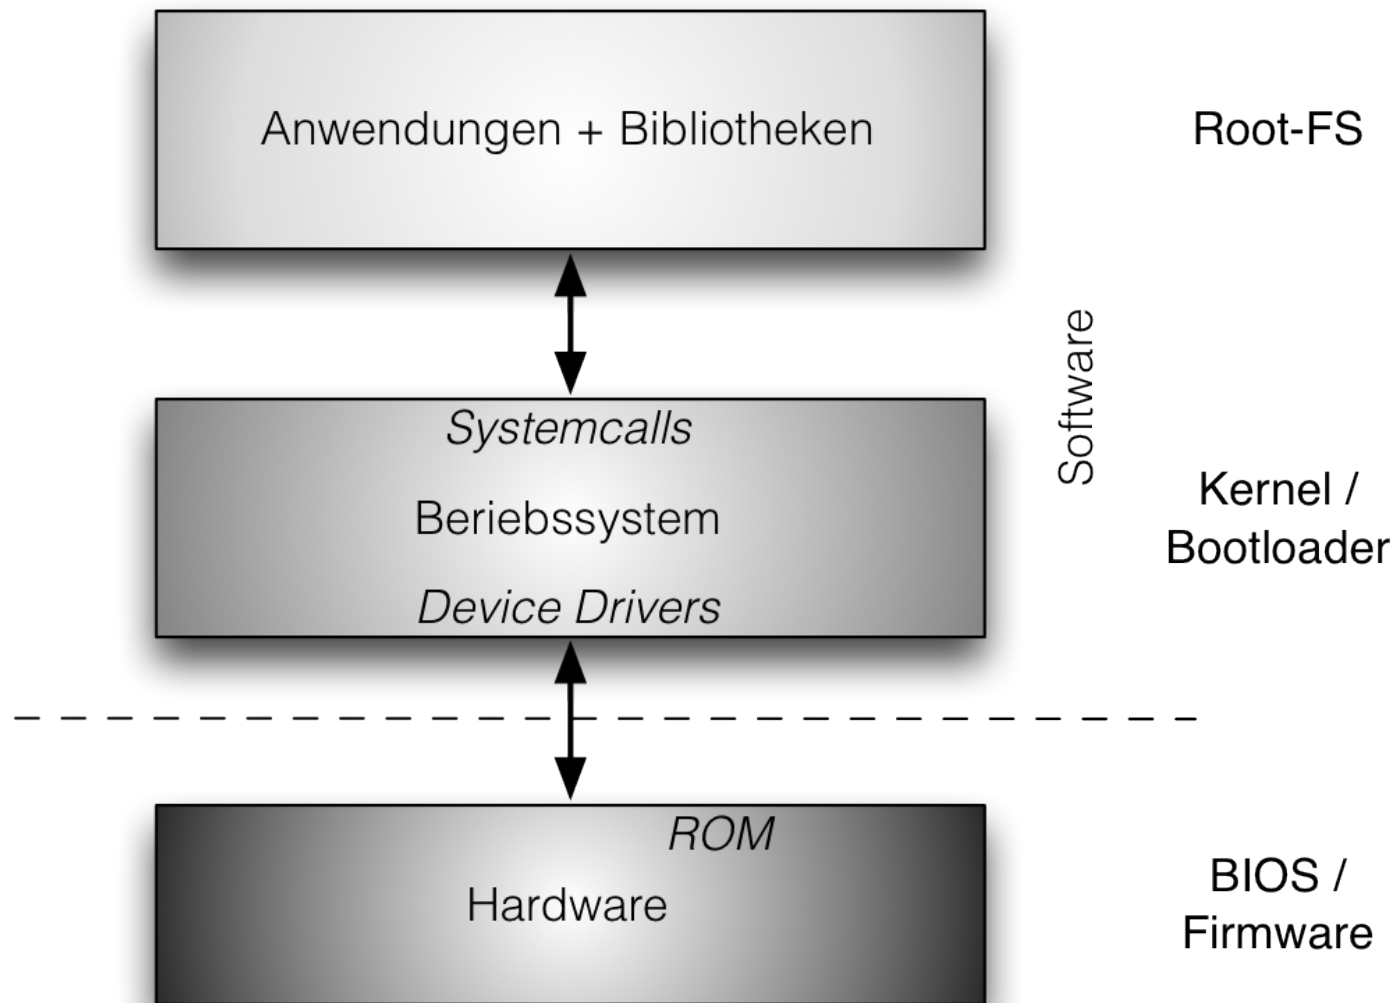 Anwendungen + Bibliotheken
Root-FS
Software
Systemcalls
Beriebssystem
Device Drivers
Kernel /
Bootloader
ROM
Hardware
BIOS /
Firmware